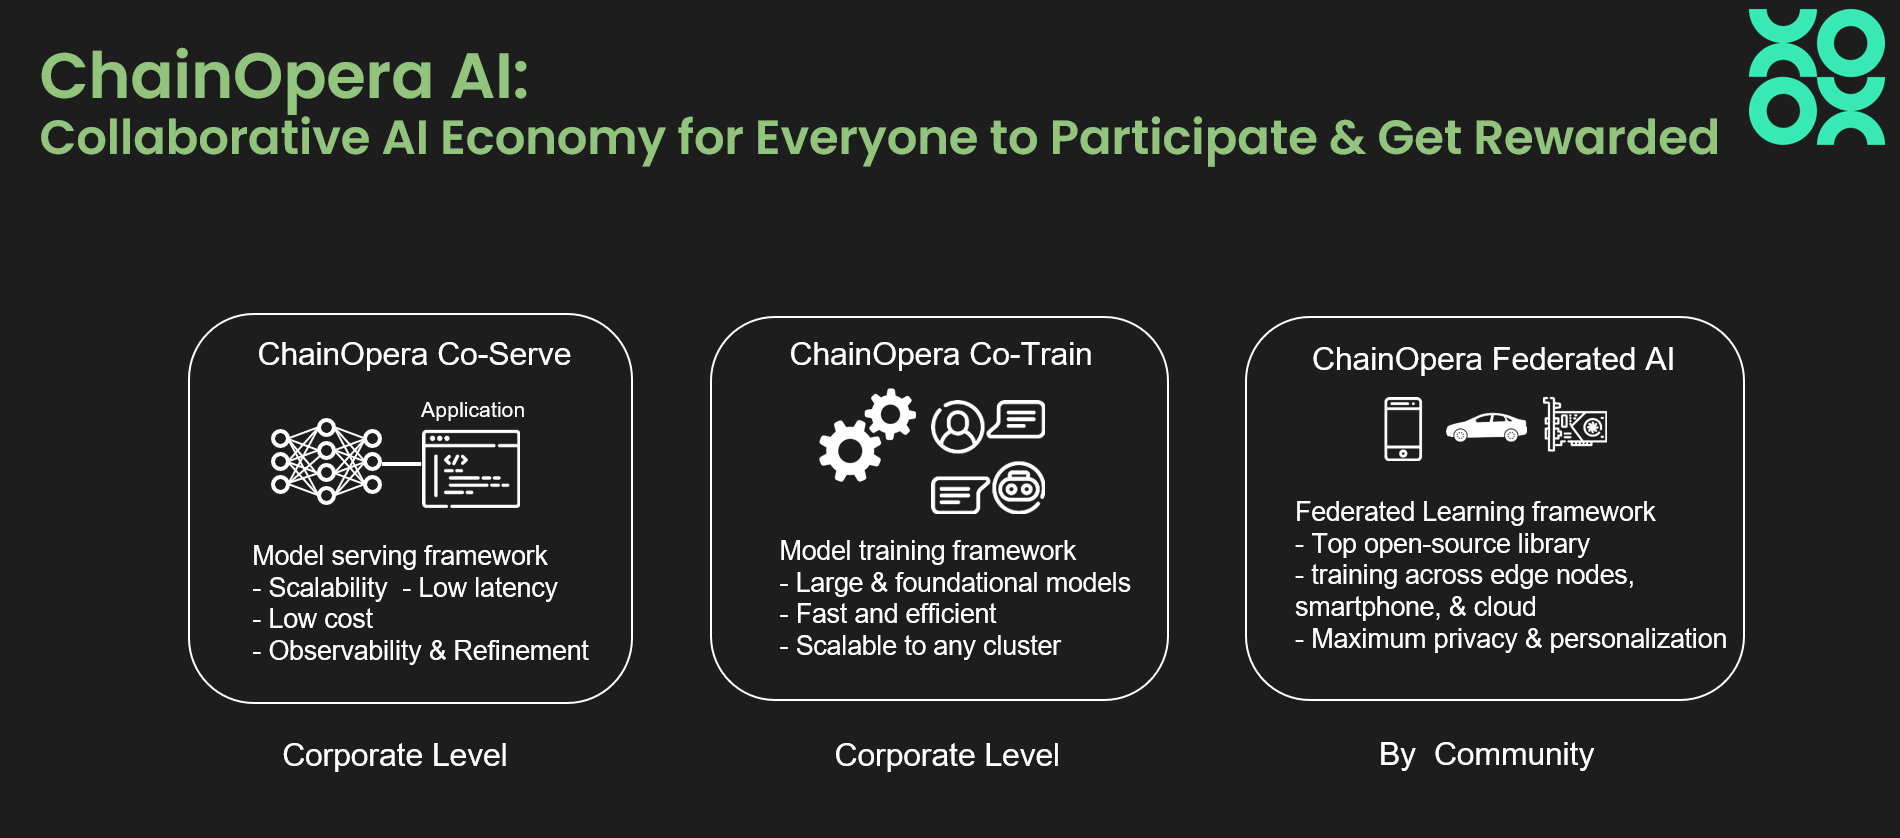 ChainOpera AI:
Collaborative AI Economy for Everyone to Participate & Get Rewarded
ChainOpera Co-Serve
Application
</>
Model serving framework
- Scalability - Low latency
- Low cost
- Observability & Refinement
Corporate Level
ChainOpera Co-Train
Model training framework
- Large & foundational models
- Fast and efficient
- Scalable to any cluster
Corporate Level
ChainOpera Federated AI
Federated Learning framework
- Top open-source library
- training across edge nodes,
smartphone, & cloud
- Maximum privacy & personalization
By Community